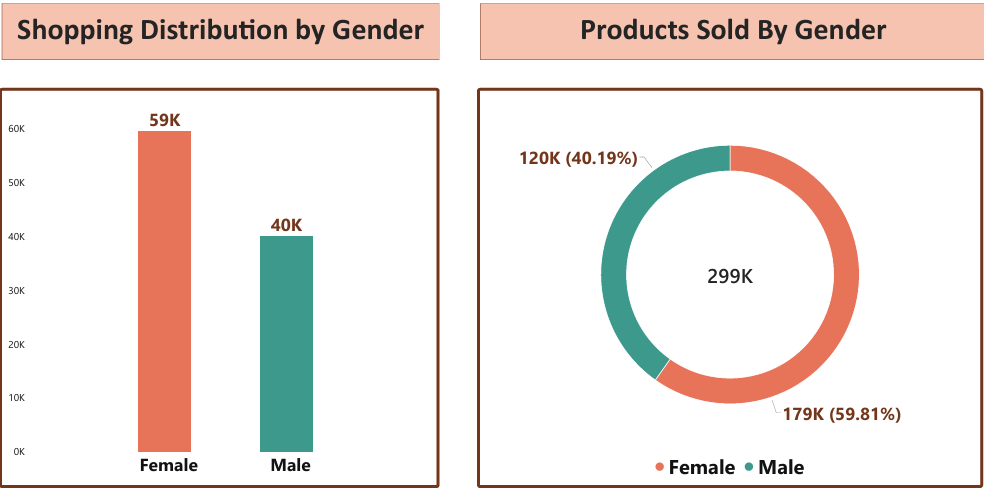 Shopping Distribution by Gender
Products Sold By Gender
59K
60K
50K
40K
40K
30K
20K
10K
0K
Female
Male
120K (40.19%)
299K
179K (59.81%)
Female
Male